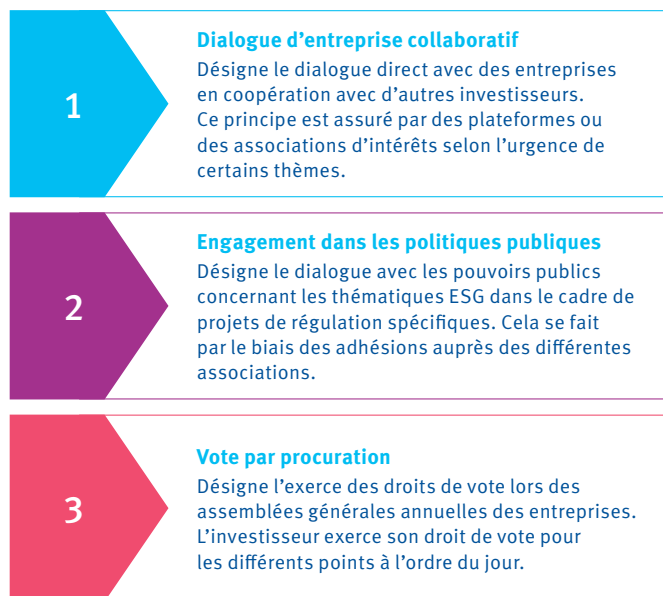 1
Dialogue d’entreprise collaboratif
Désigne le dialogue direct avec des entreprises
en coopération avec d’autres investisseurs.
Ce principe est assuré par des plateformes ou
des associations d’intérêts selon l’urgence de
certains thèmes.
2
Engagement dans les politiques publiques
Désigne le dialogue avec les pouvoirs publics
concernant les thématiques ESG dans le cadre de
projets de régulation spécifiques. Cela se fait
par le biais des adhésions auprès des différentes
associations.
3
Vote par procuration
Désigne l’exerce des droits de vote lors des
assemblées générales annuelles des entreprises.
L’investisseur exerce son droit de vote pour
les différents points à l’ordre du jour.